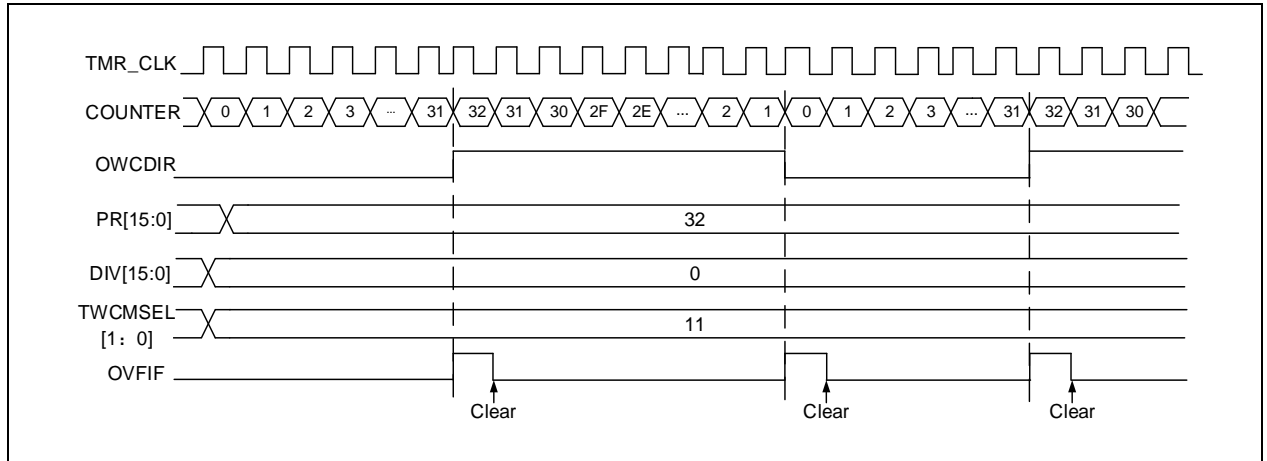 TMR_CLK
COUNTER 0 1 2 3 ... 31 32 31 30 2F 2E ... 2 1 0 1 2 3 ... 31 32 31 30
OWCDIR
PR[15:0] 32
DIV[15:0] 0
TWCMSEL
[1：0] 11
OVFIF
Clear Clear Clear